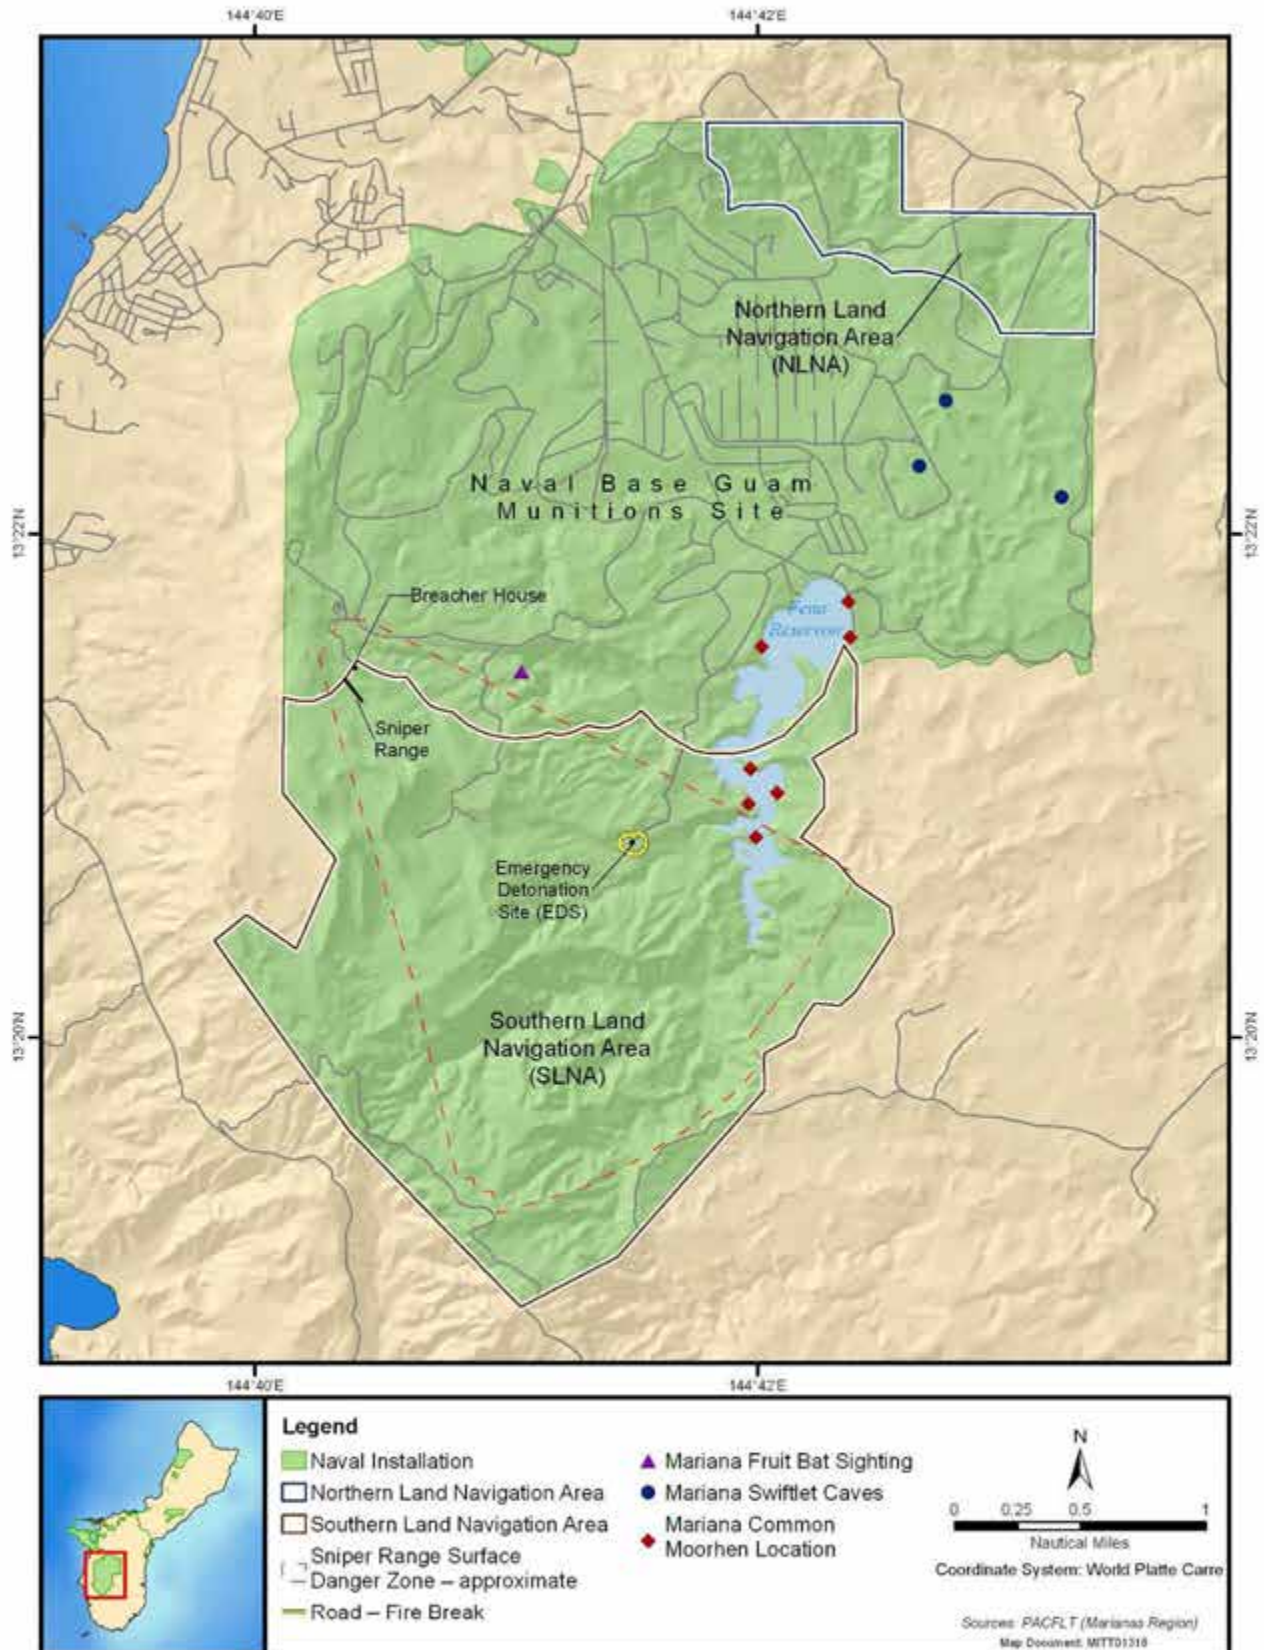 144°40'E
144°42'E
Northern Land
Navigation Area
(NLNA)
Naval Base Guam
Munitions Site
13°22'N
13°22'N
Breacher House
Fena
Reservoir
Sniper
Range
Emergency
Detonation
Site (EDS)
Southern Land
Navigation Area
(SLNA)
13°20'N
13°20'N
144°40'E
144°42'E
Legend
Naval Installation
Northern Land Navigation Area
Southern Land Navigation Area
Sniper Range Surface
Danger Zone – approximate
Road – Fire Break
Mariana Fruit Bat Sighting
Mariana Swiftlet Caves
Mariana Common
Moorhen Location
N
0 0.25 0.5 1
Nautical Miles
Coordinate System: World Platte Carre
Sources: PACFLT (Marianas Region)
Map Document: MITT01318